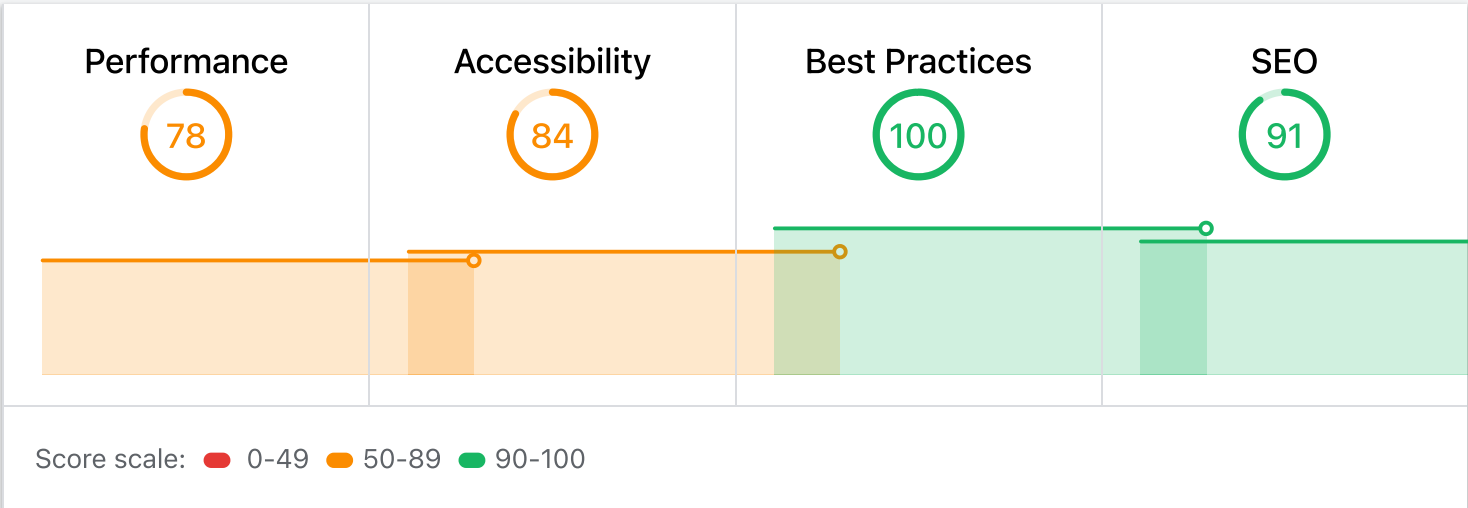 Performance
Accessibility
Best Practices
SEO
78
84
100
91
Score scale: 0-49 50-89 90-100